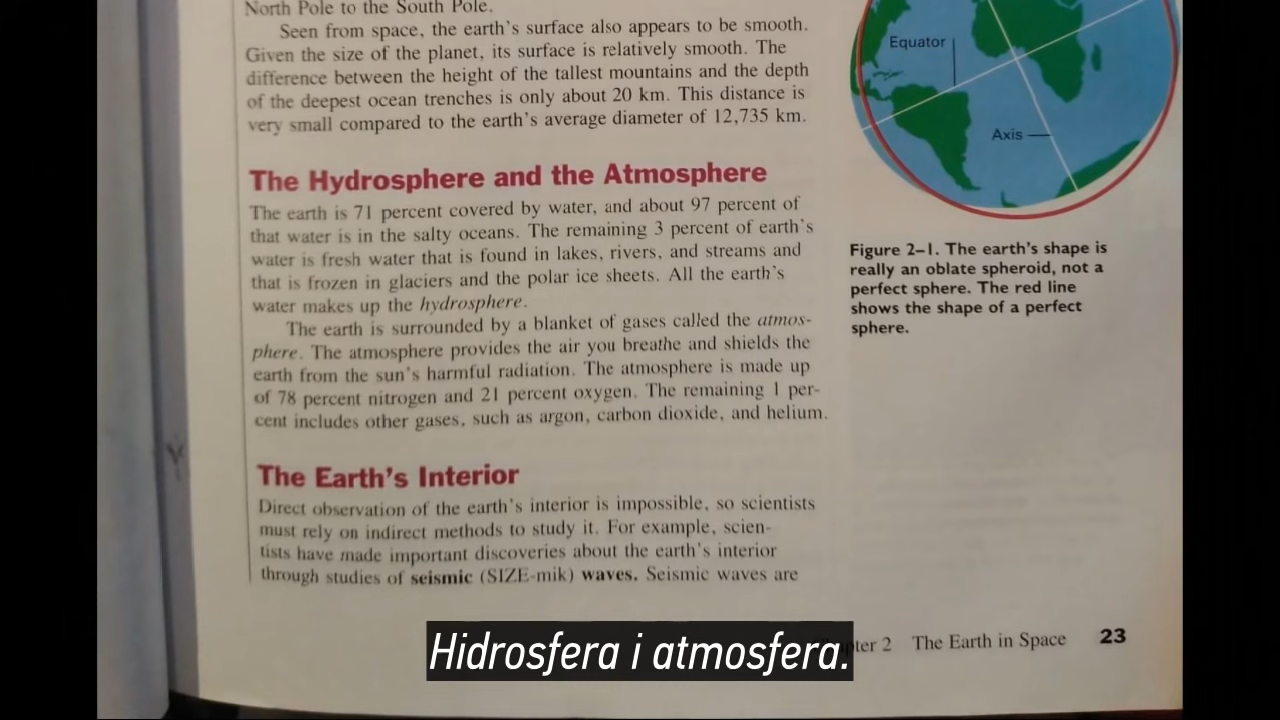 North Pole to the South Pole.
Seen from space, the earth's surface also appears to be smooth.
Given the size of the planet, its surface is relatively smooth. The
difference between the height of the tallest mountains and the depth
of the deepest ocean trenches is only about 20 km. This distance is
very small compared to the earth's average diameter of 12,735 km.
The Hydrosphere and the Atmosphere
The earth is 71 percent covered by water, and about 97 percent of
that water is in the salty oceans. The remaining 3 percent of earth's
water is fresh water that is found in lakes, rivers, and streams and
that is frozen in glaciers and the polar ice sheets. All the earth's
water makes up the hydrosphere.
The earth is surrounded by a blanket of gases called the atmos-
phere. The atmosphere provides the air you breathe and shields the
earth from the sun's harmful radiation. The atmosphere is made up
of 78 percent nitrogen and 21 percent oxygen. The remaining 1 per-
cent includes other gases, such as argon, carbon dioxide, and helium.
The Earth's Interior
Direct observation of the earth's interior is impossible, so scientists
must rely on indirect methods to study it. For example, scien-
tists have made important discoveries about the earth's interior
through studies of seismic (SIZE-mik) waves. Seismic waves are
Equator
Axis
Figure 2–1. The earth's shape is
really an oblate spheroid, not a
perfect sphere. The red line
shows the shape of a perfect
sphere.
pter 2 The Earth in Space 23
Hidrosfera i atmosfera.